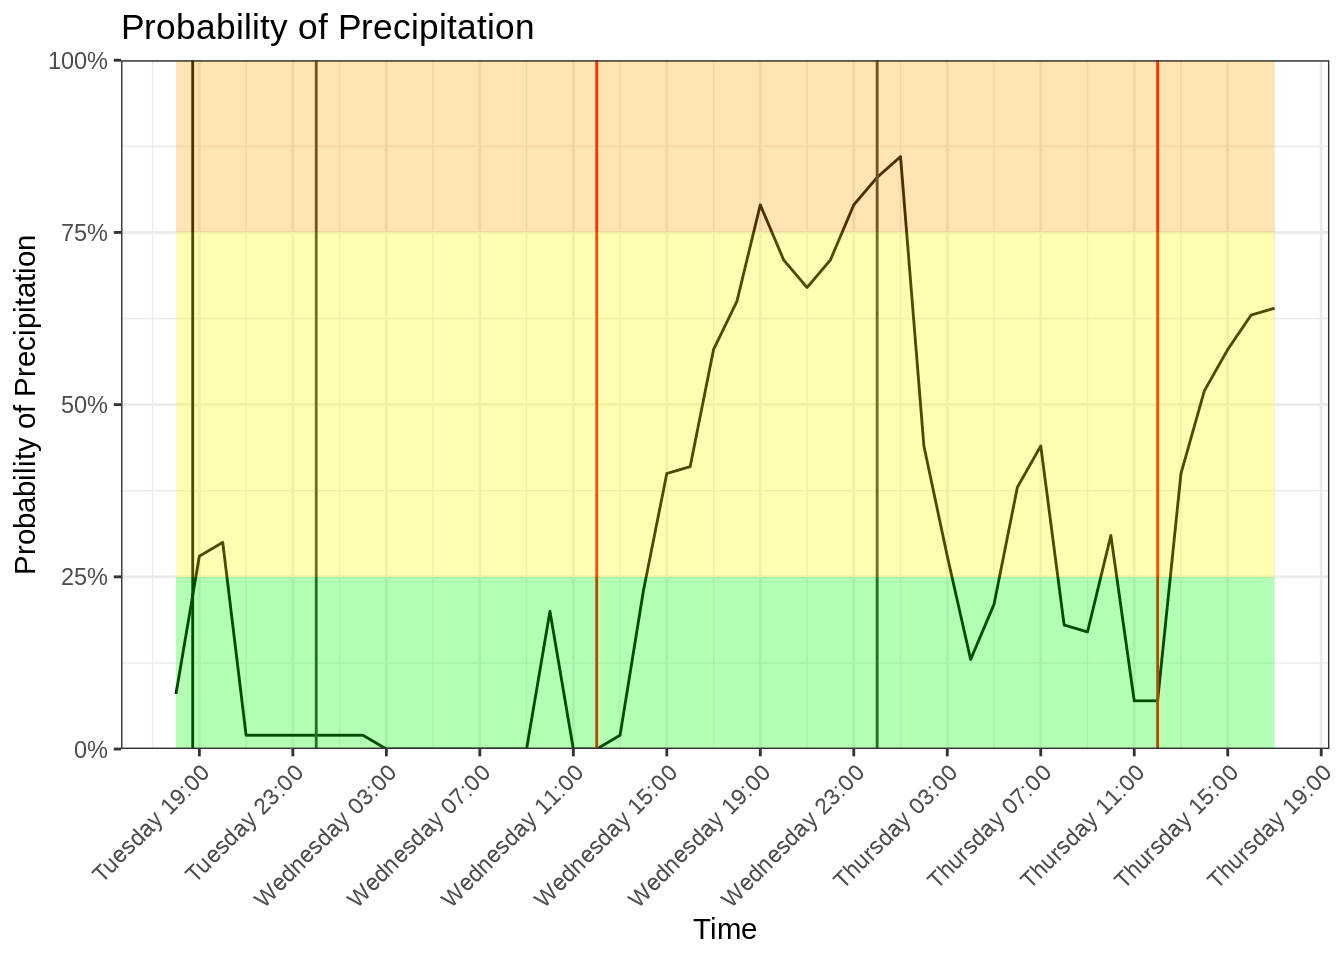 Probability of Precipitation
100%
75%
50%
25%
0%
Probability of Precipitation
Tuesday 19:00
Tuesday 23:00
Wednesday 03:00
Wednesday 07:00
Wednesday 11:00
Wednesday 15:00
Wednesday 19:00
Wednesday 23:00
Thursday 03:00
Thursday 07:00
Thursday 11:00
Thursday 15:00
Thursday 19:00
Time